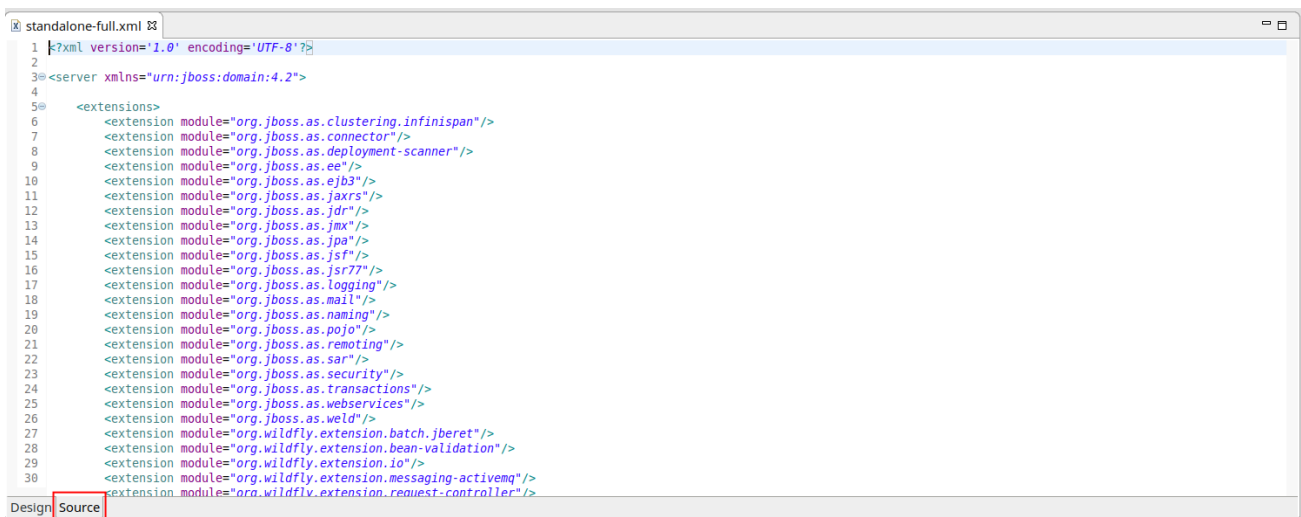 standalone-full.xml
1 <?xml version='1.0' encoding='UTF-8'?>
2
3 <server xmlns="urn:jboss:domain:4.2">
4
5 <extensions>
6 <extension module="org.jboss.as.clustering.infinispan"/>
7 <extension module="org.jboss.as.connector"/>
8 <extension module="org.jboss.as.deployment-scanner"/>
9 <extension module="org.jboss.as.ee"/>
10 <extension module="org.jboss.as.ejb3"/>
11 <extension module="org.jboss.as.jaxrs"/>
12 <extension module="org.jboss.as.jdr"/>
13 <extension module="org.jboss.as.jmx"/>
14 <extension module="org.jboss.as.jpa"/>
15 <extension module="org.jboss.as.jsf"/>
16 <extension module="org.jboss.as.jsr77"/>
17 <extension module="org.jboss.as.logging"/>
18 <extension module="org.jboss.as.mail"/>
19 <extension module="org.jboss.as.naming"/>
20 <extension module="org.jboss.as.pojo"/>
21 <extension module="org.jboss.as.remoting"/>
22 <extension module="org.jboss.as.sar"/>
23 <extension module="org.jboss.as.security"/>
24 <extension module="org.jboss.as.transactions"/>
25 <extension module="org.jboss.as.webservices"/>
26 <extension module="org.jboss.as.weld"/>
27 <extension module="org.wildfly.extension.batch.jberet"/>
28 <extension module="org.wildfly.extension.bean-validation"/>
29 <extension module="org.wildfly.extension.io"/>
30 <extension module="org.wildfly.extension.messaging-activemq"/>
<extension module="org.wildfly.extension.request-controller"/>
Design Source